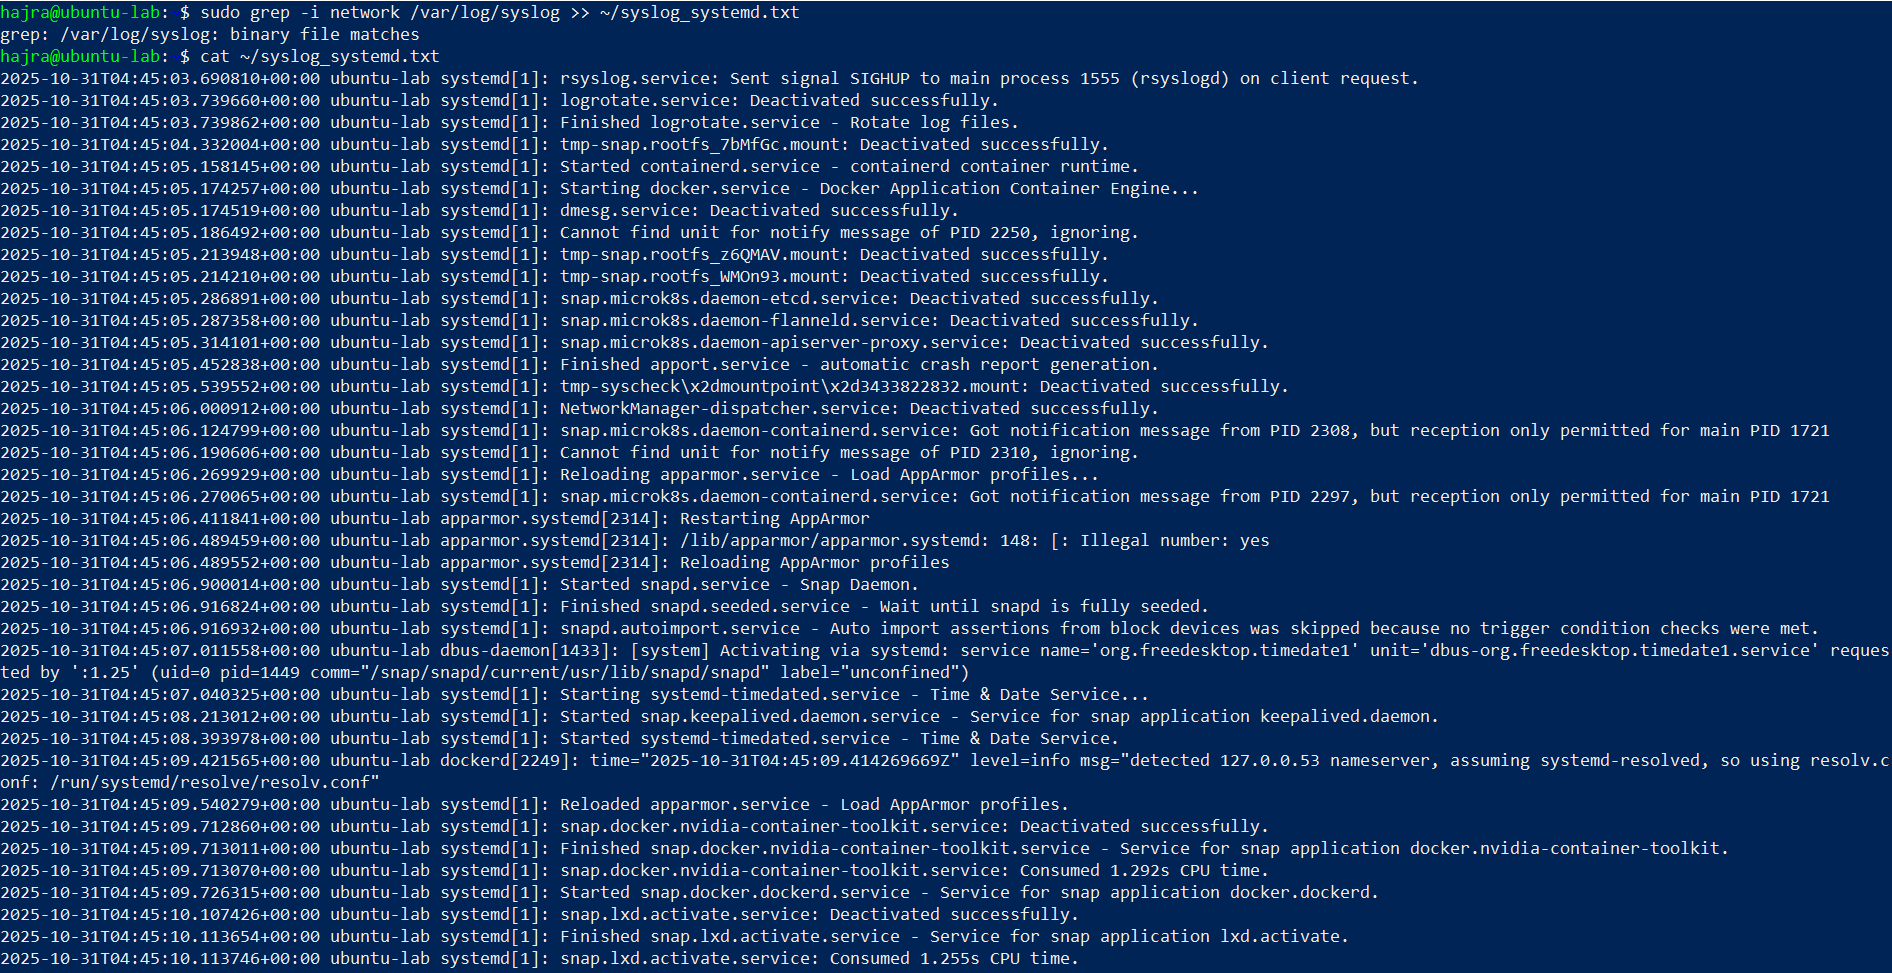 hajra@ubuntu-lab:~$ sudo grep -i network /var/log/syslog >> ~/syslog_systemd.txt
grep: /var/log/syslog: binary file matches
hajra@ubuntu-lab:~$ cat ~/syslog_systemd.txt
2025-10-31T04:45:03.690810+00:00 ubuntu-lab systemd[1]: rsyslog.service: Sent signal SIGHUP to main process 1555 (rsyslogd) on client request.
2025-10-31T04:45:03.739660+00:00 ubuntu-lab systemd[1]: logrotate.service: Deactivated successfully.
2025-10-31T04:45:03.739862+00:00 ubuntu-lab systemd[1]: Finished logrotate.service - Rotate log files.
2025-10-31T04:45:04.332004+00:00 ubuntu-lab systemd[1]: tmp-snap.rootfs_7bMfGc.mount: Deactivated successfully.
2025-10-31T04:45:05.158145+00:00 ubuntu-lab systemd[1]: Started containerd.service - containerd container runtime.
2025-10-31T04:45:05.174257+00:00 ubuntu-lab systemd[1]: Starting docker.service - Docker Application Container Engine...
2025-10-31T04:45:05.174519+00:00 ubuntu-lab systemd[1]: dmesg.service: Deactivated successfully.
2025-10-31T04:45:05.186492+00:00 ubuntu-lab systemd[1]: Cannot find unit for notify message of PID 2250, ignoring.
2025-10-31T04:45:05.213948+00:00 ubuntu-lab systemd[1]: tmp-snap.rootfs_z6QMAV.mount: Deactivated successfully.
2025-10-31T04:45:05.214210+00:00 ubuntu-lab systemd[1]: tmp-snap.rootfs_WMOn93.mount: Deactivated successfully.
2025-10-31T04:45:05.286891+00:00 ubuntu-lab systemd[1]: snap.microk8s.daemon-etcd.service: Deactivated successfully.
2025-10-31T04:45:05.287358+00:00 ubuntu-lab systemd[1]: snap.microk8s.daemon-flanneld.service: Deactivated successfully.
2025-10-31T04:45:05.314101+00:00 ubuntu-lab systemd[1]: snap.microk8s.daemon-apiserver-proxy.service: Deactivated successfully.
2025-10-31T04:45:05.452838+00:00 ubuntu-lab systemd[1]: Finished apport.service - automatic crash report generation.
2025-10-31T04:45:05.539552+00:00 ubuntu-lab systemd[1]: tmp-syscheck\x2dmountpoint\x2d3433822832.mount: Deactivated successfully.
2025-10-31T04:45:06.000912+00:00 ubuntu-lab systemd[1]: NetworkManager-dispatcher.service: Deactivated successfully.
2025-10-31T04:45:06.124799+00:00 ubuntu-lab systemd[1]: snap.microk8s.daemon-containerd.service: Got notification message from PID 2308, but reception only permitted for main PID 1721
2025-10-31T04:45:06.190606+00:00 ubuntu-lab systemd[1]: Cannot find unit for notify message of PID 2310, ignoring.
2025-10-31T04:45:06.269929+00:00 ubuntu-lab systemd[1]: Reloading apparmor.service - Load AppArmor profiles...
2025-10-31T04:45:06.270065+00:00 ubuntu-lab systemd[1]: snap.microk8s.daemon-containerd.service: Got notification message from PID 2297, but reception only permitted for main PID 1721
2025-10-31T04:45:06.411841+00:00 ubuntu-lab apparmor.systemd[2314]: Restarting AppArmor
2025-10-31T04:45:06.489459+00:00 ubuntu-lab apparmor.systemd[2314]: /lib/apparmor/apparmor.systemd: 148: [: Illegal number: yes
2025-10-31T04:45:06.489552+00:00 ubuntu-lab apparmor.systemd[2314]: Reloading AppArmor profiles
2025-10-31T04:45:06.900014+00:00 ubuntu-lab systemd[1]: Started snapd.service - Snap Daemon.
2025-10-31T04:45:06.916824+00:00 ubuntu-lab systemd[1]: Finished snapd.seeded.service - Wait until snapd is fully seeded.
2025-10-31T04:45:06.916932+00:00 ubuntu-lab systemd[1]: snapd.autoimport.service - Auto import assertions from block devices was skipped because no trigger condition checks were met.
2025-10-31T04:45:07.011558+00:00 ubuntu-lab dbus-daemon[1433]: [system] Activating via systemd: service name='org.freedesktop.timedate1' unit='dbus-org.freedesktop.timedate1.service' reques
ted by ':1.25' (uid=0 pid=1449 comm="/snap/snapd/current/usr/lib/snapd/snapd" label="unconfined")
2025-10-31T04:45:07.040325+00:00 ubuntu-lab systemd[1]: Starting systemd-timedated.service - Time & Date Service...
2025-10-31T04:45:08.213012+00:00 ubuntu-lab systemd[1]: Started snap.keepalived.daemon.service - Service for snap application keepalived.daemon.
2025-10-31T04:45:08.393978+00:00 ubuntu-lab systemd[1]: Started systemd-timedated.service - Time & Date Service.
2025-10-31T04:45:09.421565+00:00 ubuntu-lab dockerd[2249]: time="2025-10-31T04:45:09.414269669Z" level=info msg="detected 127.0.0.53 nameserver, assuming systemd-resolved, so using resolv.c
onf: /run/systemd/resolve/resolv.conf"
2025-10-31T04:45:09.540279+00:00 ubuntu-lab systemd[1]: Reloaded apparmor.service - Load AppArmor profiles.
2025-10-31T04:45:09.712860+00:00 ubuntu-lab systemd[1]: snap.docker.nvidia-container-toolkit.service: Deactivated successfully.
2025-10-31T04:45:09.713011+00:00 ubuntu-lab systemd[1]: Finished snap.docker.nvidia-container-toolkit.service - Service for snap application docker.nvidia-container-toolkit.
2025-10-31T04:45:09.713070+00:00 ubuntu-lab systemd[1]: snap.docker.nvidia-container-toolkit.service: Consumed 1.292s CPU time.
2025-10-31T04:45:09.726315+00:00 ubuntu-lab systemd[1]: Started snap.docker.dockerd.service - Service for snap application docker.dockerd.
2025-10-31T04:45:10.107426+00:00 ubuntu-lab systemd[1]: snap.lxd.activate.service: Deactivated successfully.
2025-10-31T04:45:10.113654+00:00 ubuntu-lab systemd[1]: Finished snap.lxd.activate.service - Service for snap application lxd.activate.
2025-10-31T04:45:10.113746+00:00 ubuntu-lab systemd[1]: snap.lxd.activate.service: Consumed 1.255s CPU time.